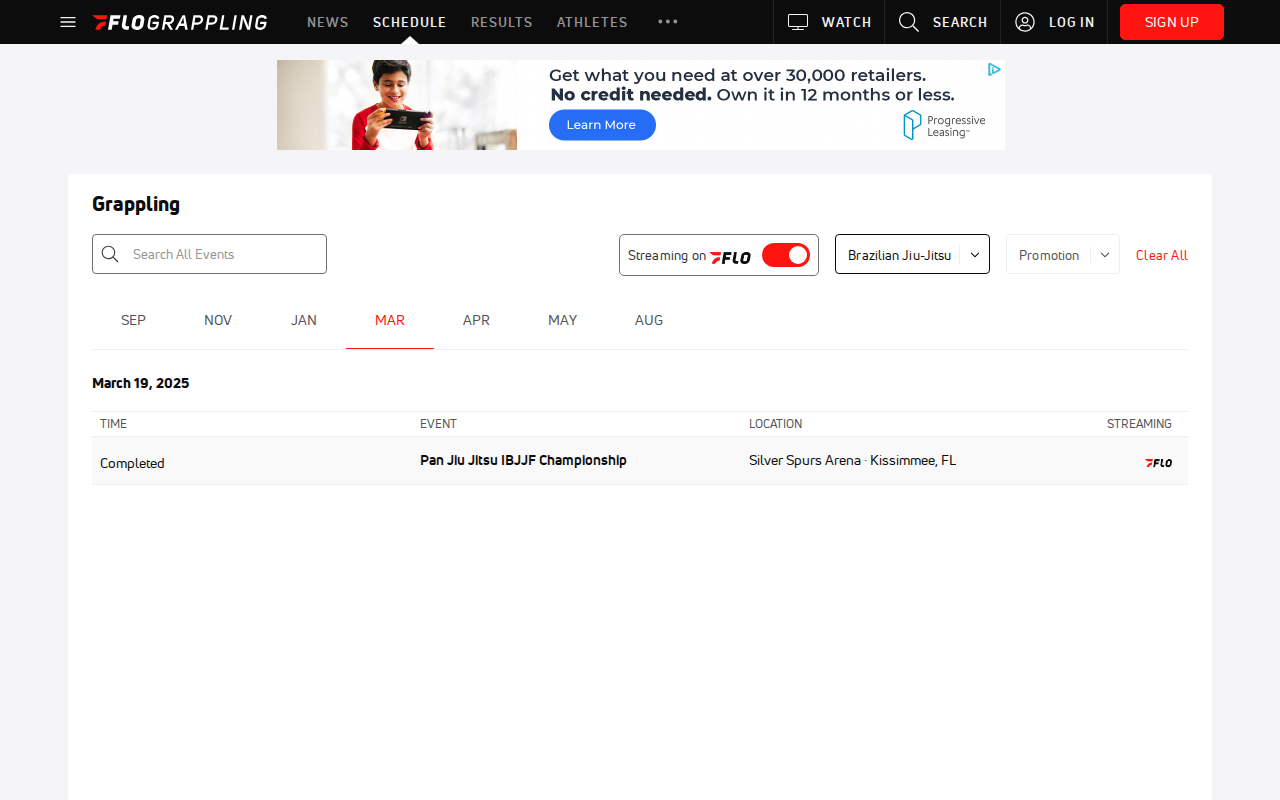 FLOGRAPPLING
NEWS
SCHEDULE
RESULTS
ATHLETES
WATCH
SEARCH
LOG IN
SIGN UP
Get what you need at over 30,000 retailers.
No credit needed. Own it in 12 months or less.
Learn More
Progressive
Leasing
Grappling
Search All Events
Streaming on FLO
Brazilian Jiu-Jitsu
Promotion
Clear All
SEP
NOV
JAN
MAR
APR
MAY
AUG
March 19, 2025
TIME
EVENT
LOCATION
STREAMING
Completed
Pan Jiu Jitsu IBJJF Championship
Silver Spurs Arena · Kissimmee, FL
FLO